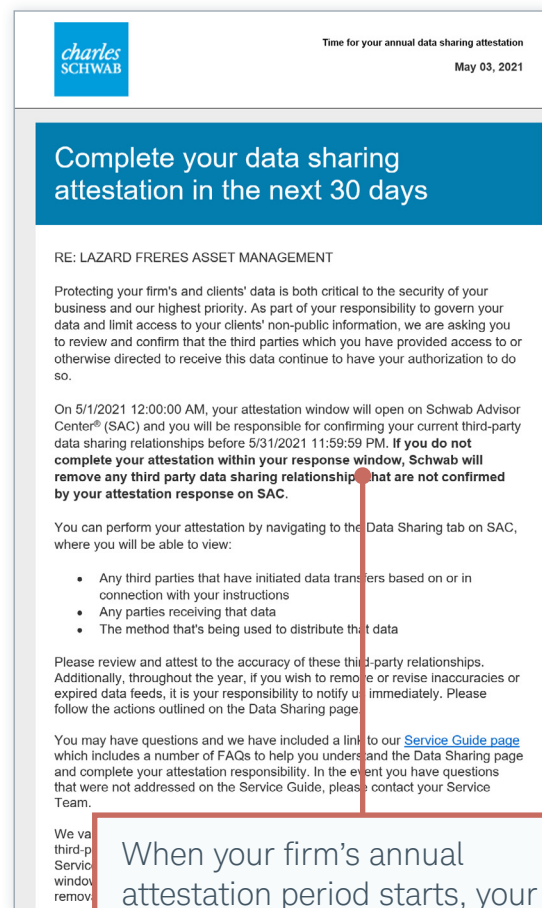 charles
SCHWAB
Time for your annual data sharing attestation
May 03, 2021
Complete your data sharing
attestation in the next 30 days
RE: LAZARD FRERES ASSET MANAGEMENT
Protecting your firm's and clients' data is both critical to the security of your
business and our highest priority. As part of your responsibility to govern your
data and limit access to your clients' non-public information, we are asking you
to review and confirm that the third parties which you have provided access to or
otherwise directed to receive this data continue to have your authorization to do
so.
On 5/1/2021 12:00:00 AM, your attestation window will open on Schwab Advisor
Center® (SAC) and you will be responsible for confirming your current third-party
data sharing relationships before 5/31/2021 11:59:59 PM. If you do not
complete your attestation within your response window, Schwab will
remove any third party data sharing relationships that are not confirmed
by your attestation response on SAC.
You can perform your attestation by navigating to the Data Sharing tab on SAC,
where you will be able to view:
• Any third parties that have initiated data transfers based on or in
connection with your instructions
• Any parties receiving that data
• The method that's being used to distribute that data
Please review and attest to the accuracy of these third-party relationships.
Additionally, throughout the year, if you wish to remove or revise inaccuracies or
expired data feeds, it is your responsibility to notify us immediately. Please
follow the actions outlined on the Data Sharing page.
You may have questions and we have included a link to our Service Guide page
which includes a number of FAQs to help you understand the Data Sharing page
and complete your attestation responsibility. In the event you have questions
that were not addressed on the Service Guide, please contact your Service
Team.
We va
third-p
Servic
window
remov
When your firm's annual
attestation period starts, your